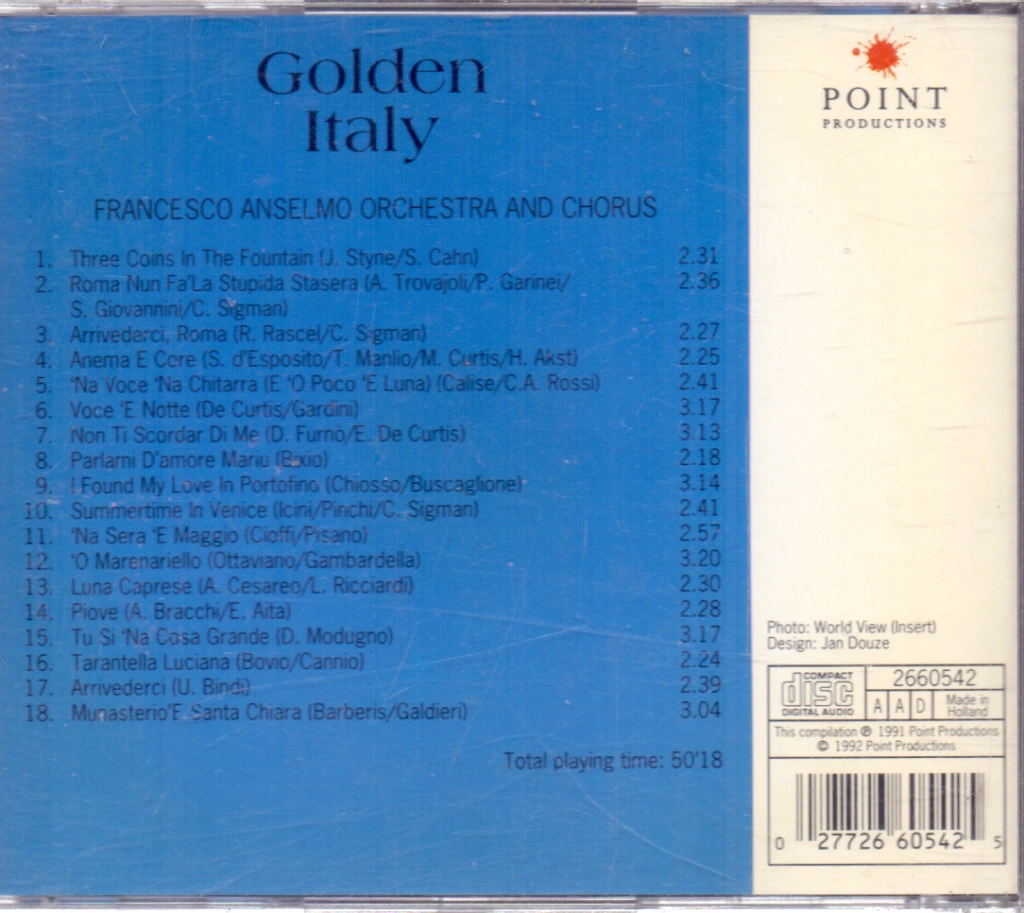 Golden
Italy
FRANCESCO ANSELMO ORCHESTRA AND CHORUS
1. Three Coins In The Fountain (J. Styne/S. Cahn) 2.31
2. Roma Nun Fa'La Stupida Stasera (A. Trovajoli/P. Garinei/ 2.36
S. Giovannini/C. Sigman)
3. Arrivederci, Roma (R. Rascel/C. Sigman) 2.27
4. Anema E Core (S. d'Esposito/T. Manlio/M. Curtis/H. Akst) 2.25
5. 'Na Voce 'Na Chitarra (E 'O Poco 'E Luna) (Calise/C.A. Rossi) 2.41
6. Voce 'E Notte (De Curtis/Gardini) 3.17
7. Non Ti Scordar Di Me (D. Furnò/E. De Curtis) 3.13
8. Parlami D'amore Mariu (Bixio) 2.18
9. I Found My Love In Portofino (Chiosso/Buscaglione) 3.14
10. Summertime In Venice (Icini/Pinchi/C. Sigman) 2.41
11. 'Na Sera 'E Maggio (Cioffi/Pisano) 2.57
12. 'O Marenariello (Ottaviano/Gambardella) 3.20
13. Luna Caprese (A. Cesareo/L. Ricciardi) 2.30
14. Piove (A. Bracchi/E. Aita) 2.28
15. Tu Si 'Na Cosa Grande (D. Modugno) 3.17
16. Tarantella Luciana (Bovio/Cannio) 2.24
17. Arrivederci (U. Bindi) 2.39
18. Munasterio'E Santa Chiara (Barberis/Galdieri) 3.04
Total playing time: 50'18
POINT
PRODUCTIONS
Photo: World View (Insert)
Design: Jan Douze
COMPACT
disc
DIGITAL AUDIO
2660542
A A D
Made in
Holland
This compilation ℗ 1991 Point Productions
© 1992 Point Productions
0 27726 60542 5